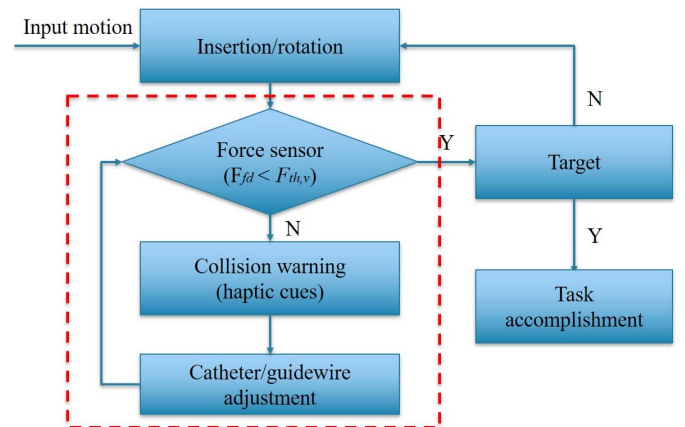 Input motion
Insertion/rotation
N
Force sensor
(Ffd < Fth,v)
Y
Target
N
Y
Collision warning
(haptic cues)
Task
accomplishment
Catheter/guidewire
adjustment